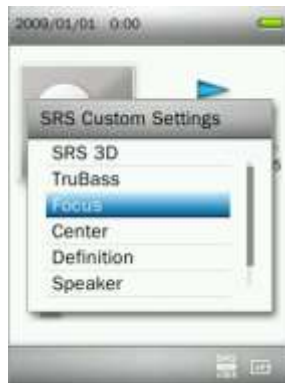 2009/01/01 0:00
SRS Custom Settings
SRS 3D
TruBass
Focus
Center
Definition
Speaker